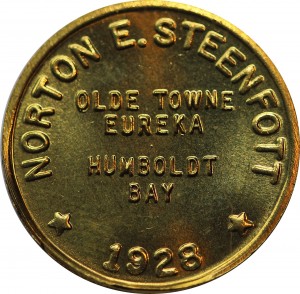 NORTON E. STEENFOTT
OLDE TOWNE
EUREKA
HUMBOLDT
BAY
1928